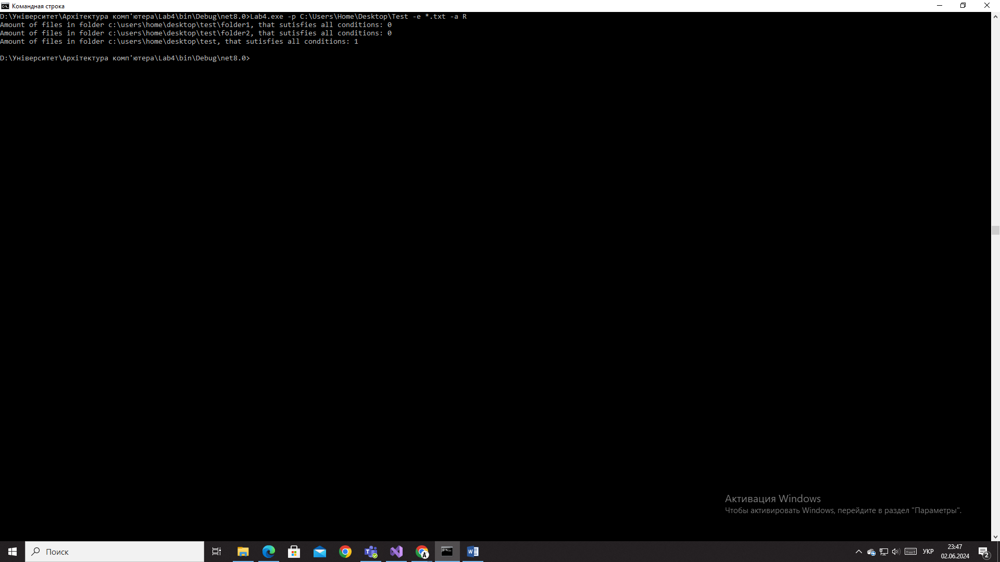 Командная строка
D:\Університет\Архітектура комп'ютера\Lab4\bin\Debug\net8.0>Lab4.exe -p C:\Users\Home\Desktop\Test -e *.txt -a R
Amount of files in folder c:\users\home\desktop\test\folder1, that sutisfies all conditions: 0
Amount of files in folder c:\users\home\desktop\test\folder2, that sutisfies all conditions: 0
Amount of files in folder c:\users\home\desktop\test, that sutisfies all conditions: 1
D:\Університет\Архітектура комп'ютера\Lab4\bin\Debug\net8.0>
Активация Windows
Чтобы активировать Windows, перейдите в раздел "Параметры".
Поиск
УКР
23:47
02.06.2024
2